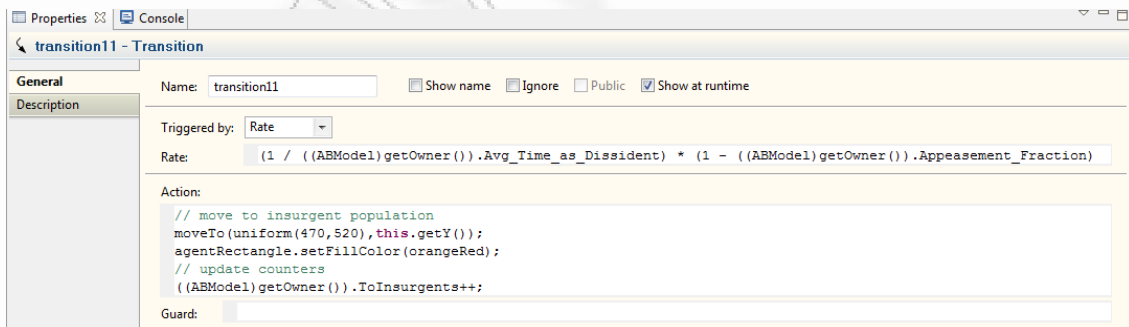 Properties Console
transition11 - Transition
General
Description
Name: transition11 Show name Ignore Public Show at runtime
Triggered by: Rate
Rate: (1 / ((ABModel)getOwner()).Avg_Time_as_Dissident) * (1 - ((ABModel)getOwner()).Appeasement_Fraction)
Action:
// move to insurgent population
moveTo(uniform(470,520),this.getY());
agentRectangle.setFillColor(orangeRed);
// update counters
((ABModel)getOwner()).ToInsurgents++;
Guard: